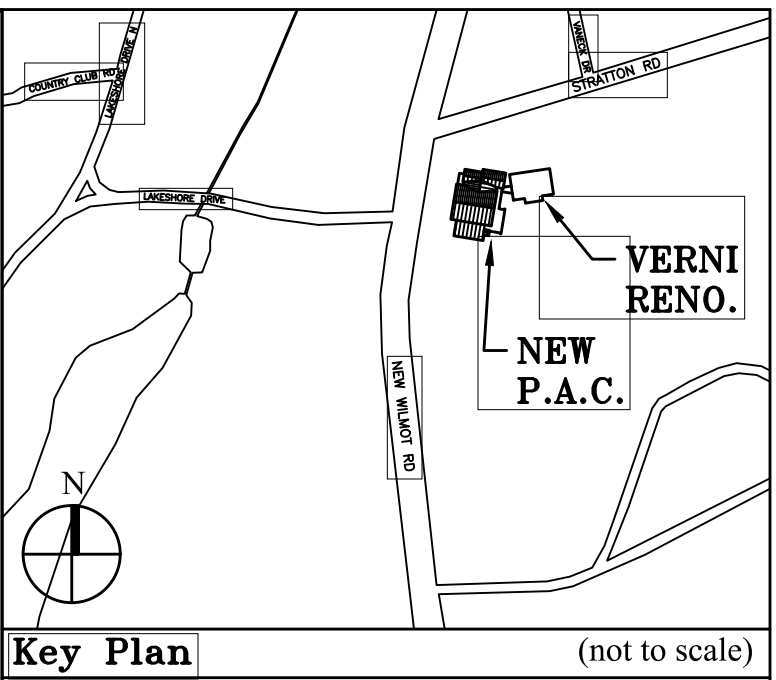 LAKESHORE DRIVE N
COUNTRY CLUB RD
VANECK DR
STRATTON RD
LAKESHORE DRIVE
VERNI
RENO.
NEW
P.A.C.
NEW WILMOT RD
N
Key Plan
(not to scale)